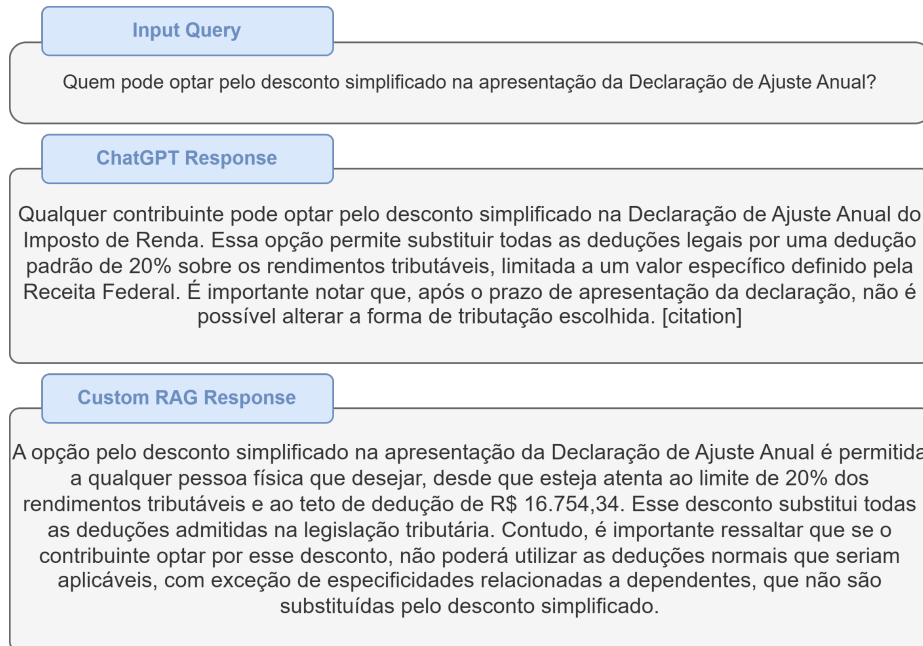 Input Query
Quem pode optar pelo desconto simplificado na apresentação da Declaração de Ajuste Anual?
ChatGPT Response
Qualquer contribuinte pode optar pelo desconto simplificado na Declaração de Ajuste Anual do
Imposto de Renda. Essa opção permite substituir todas as deduções legais por uma dedução
padrão de 20% sobre os rendimentos tributáveis, limitada a um valor específico definido pela
Receita Federal. É importante notar que, após o prazo de apresentação da declaração, não é
possível alterar a forma de tributação escolhida. [citation]
Custom RAG Response
A opção pelo desconto simplificado na apresentação da Declaração de Ajuste Anual é permitida
a qualquer pessoa física que desejar, desde que esteja atenta ao limite de 20% dos
rendimentos tributáveis e ao teto de dedução de R$ 16.754,34. Esse desconto substitui todas
as deduções admitidas na legislação tributária. Contudo, é importante ressaltar que se o
contribuinte optar por esse desconto, não poderá utilizar as deduções normais que seriam
aplicáveis, com exceção de especificidades relacionadas a dependentes, que não são
substituídas pelo desconto simplificado.